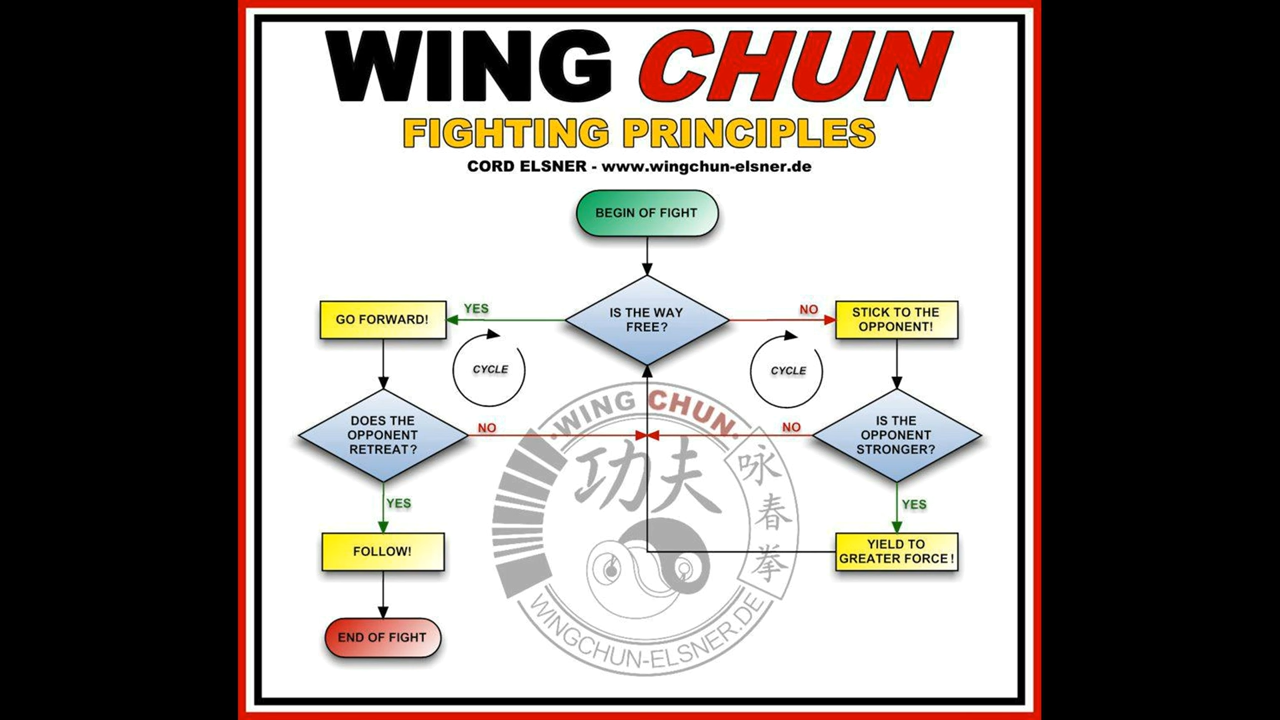 WING CHUN
FIGHTING PRINCIPLES
CORD ELSNER - www.wingchun-elsner.de
BEGIN OF FIGHT
IS THE WAY
FREE?
YES
NO
GO FORWARD!
STICK TO THE
OPPONENT!
CYCLE
CYCLE
DOES THE
OPPONENT
RETREAT?
NO
NO
IS THE
OPPONENT
STRONGER?
YES
YES
FOLLOW!
YIELD TO
GREATER FORCE!
END OF FIGHT
·WING CHUN·
功夫
咏春拳
WINGCHUN-ELSNER.DE